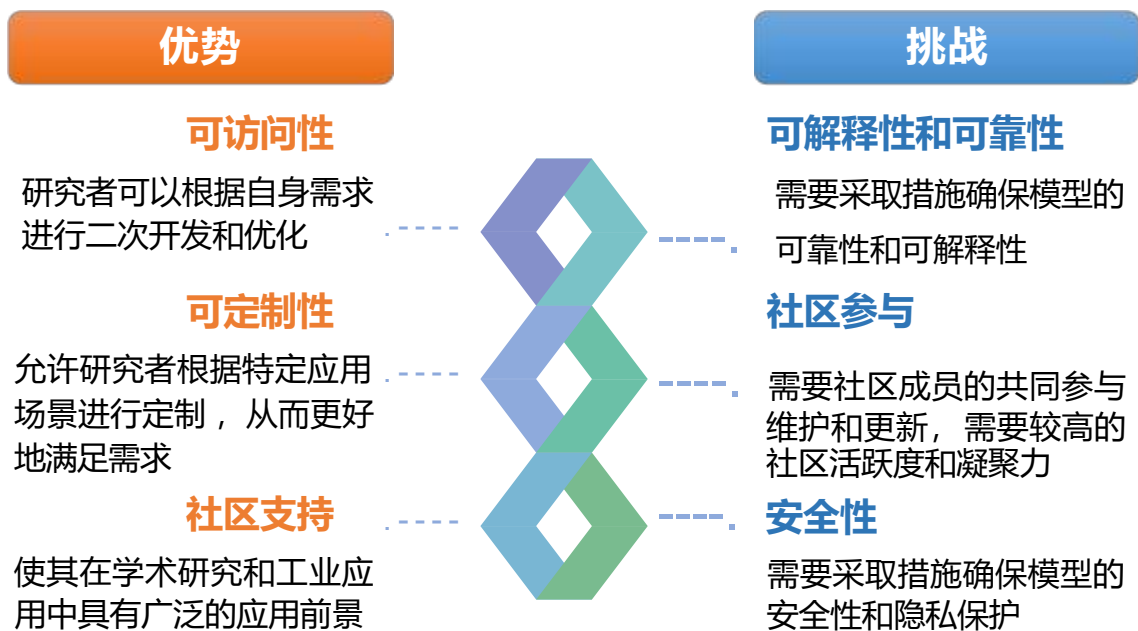 优势
可访问性
研究者可以根据自身需求
进行二次开发和优化
可定制性
允许研究者根据特定应用
场景进行定制，从而更好
地满足需求
社区支持
使其在学术研究和工业应
用中具有广泛的应用前景
挑战
可解释性和可靠性
需要采取措施确保模型的
可靠性和可解释性
社区参与
需要社区成员的共同参与
维护和更新，需要较高的
社区活跃度和凝聚力
安全性
需要采取措施确保模型的
安全性和隐私保护